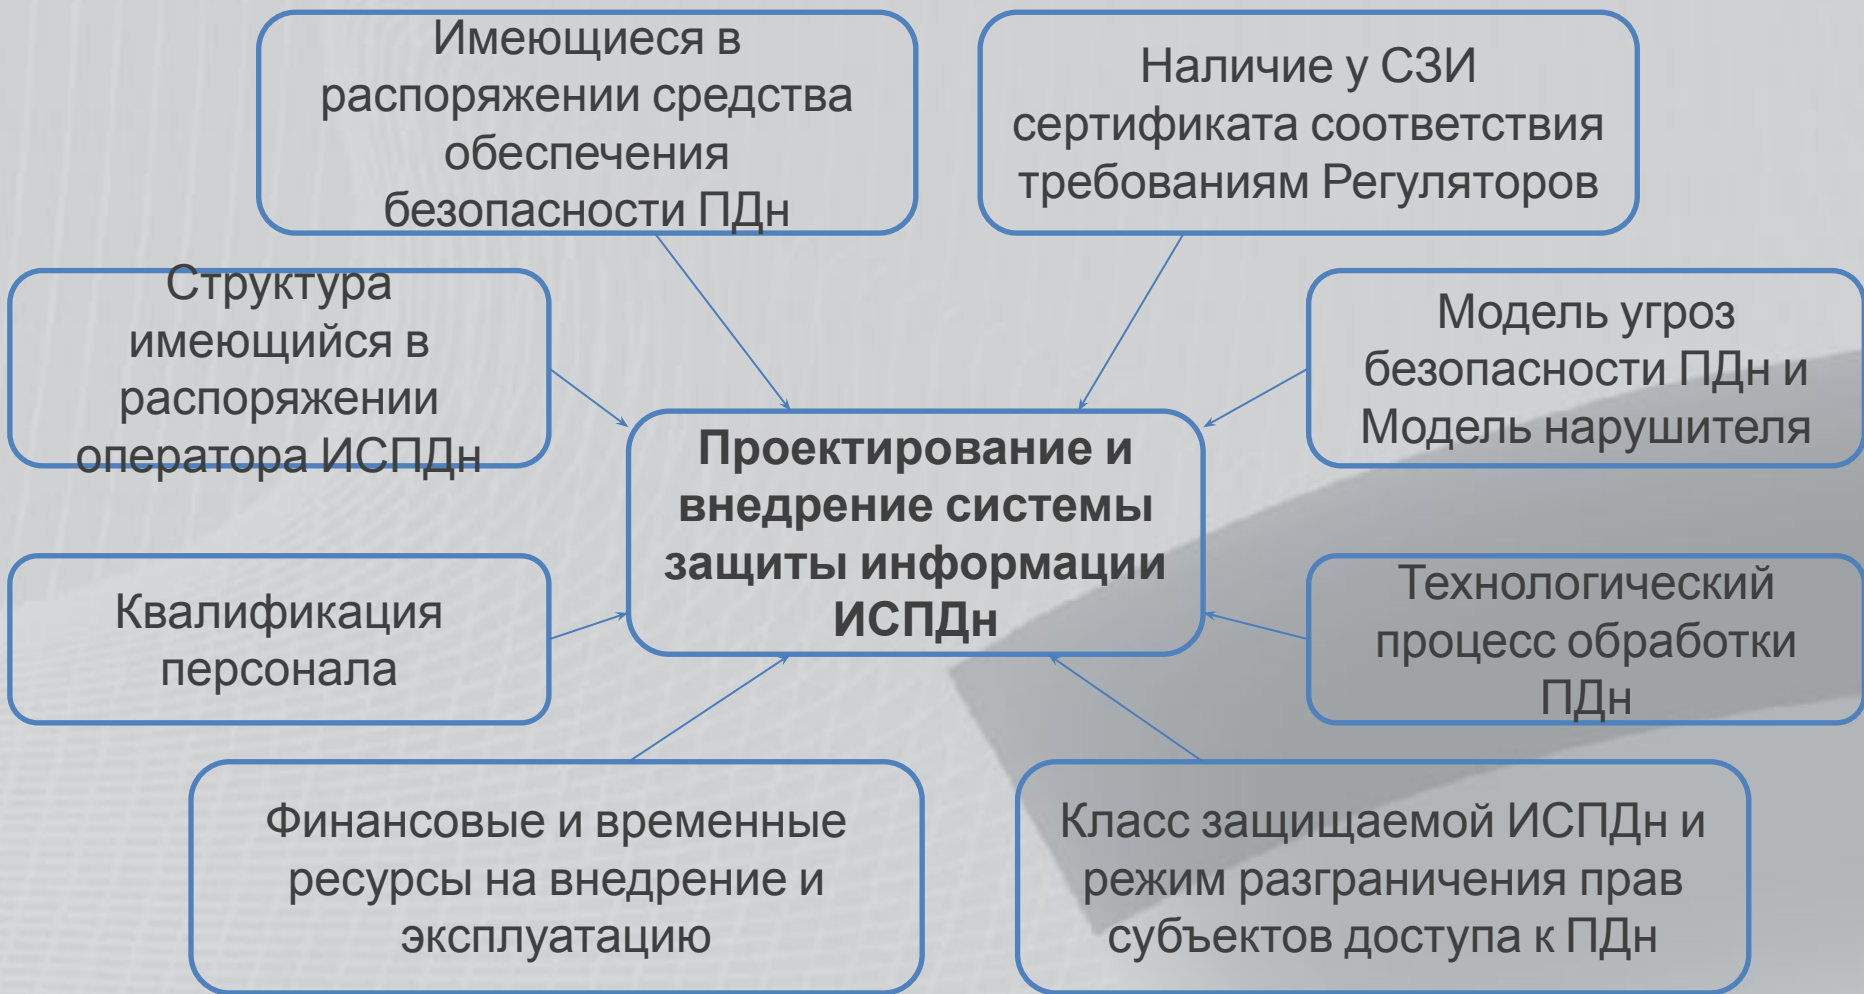 Имеющиеся в
распоряжении средства
обеспечения
безопасности ПДн
Наличие у СЗИ
сертификата соответствия
требованиям Регуляторов
Структура
имеющийся в
распоряжении
оператора ИСПДн
Модель угроз
безопасности ПДн и
Модель нарушителя
Проектирование и
внедрение системы
защиты информации
ИСПДн
Квалификация
персонала
Технологический
процесс обработки
ПДн
Финансовые и временные
ресурсы на внедрение и
эксплуатацию
Класс защищаемой ИСПДн и
режим разграничения прав
субъектов доступа к ПДн